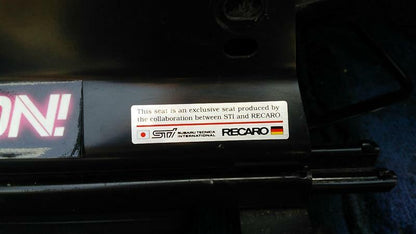 ON!
This seat is an exclusive seat produced by
the collaboration between STI and RECARO.
STI SUBARU TECNICA INTERNATIONAL RECARO